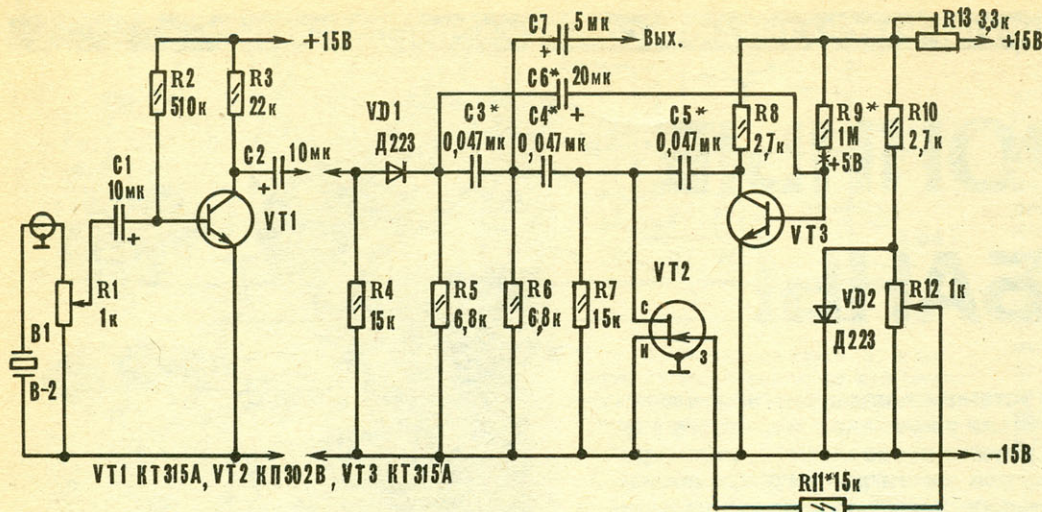 +15В
R2
510к
R3
22к
C1
10мк
C2
10мк
VT1
R1
1к
B1
В-2
VD1
Д223
C7
5мк
Вых.
C6*
20мк
C3*
0,047мк
C4*
0,047мк
C5*
0,047мк
R4
15к
R5
6,8к
R6
6,8к
R7
15к
VT2
С
И
З
R8
2,7к
R9*
1М
+5В
R10
2,7к
R13 3,3к
+15В
VT3
VD2
Д223
R12 1к
R11*15к
-15В
VT1 КТ315А, VT2 КП302В, VT3 КТ315А